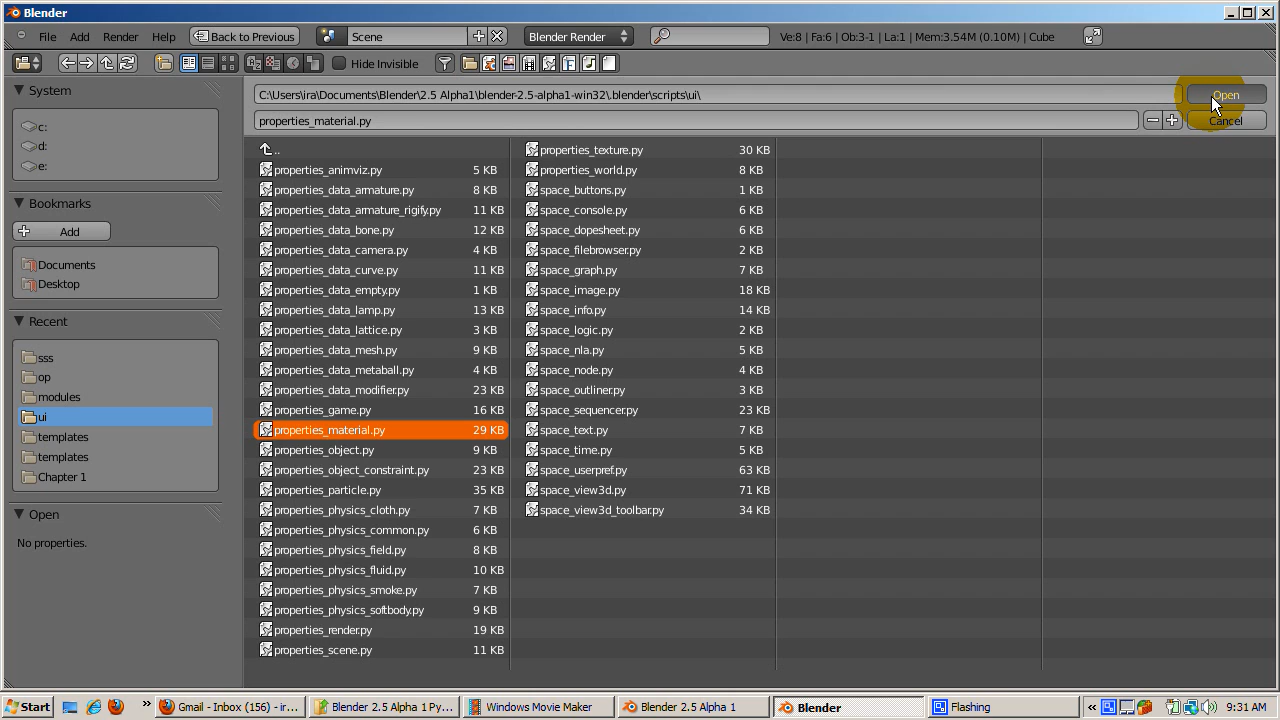 Blender
File Add Render Help Back to Previous Scene Blender Render Ve:8 | Fa:6 | Ob:3-1 | La:1 | Mem:3.54M (0.10M) | Cube
Hide Invisible
System
c:
d:
e:
Bookmarks
Add
Documents
Desktop
Recent
sss
op
modules
ui
templates
templates
Chapter 1
Open
No properties.
C:\Users\ira\Documents\Blender\2.5 Alpha1\blender-2.5-alpha1-win32\.blender\scripts\ui\
Open
properties_material.py
Cancel
..
properties_animviz.py 5 KB
properties_data_armature.py 8 KB
properties_data_armature_rigify.py 11 KB
properties_data_bone.py 12 KB
properties_data_camera.py 4 KB
properties_data_curve.py 11 KB
properties_data_empty.py 1 KB
properties_data_lamp.py 13 KB
properties_data_lattice.py 3 KB
properties_data_mesh.py 9 KB
properties_data_metaball.py 4 KB
properties_data_modifier.py 23 KB
properties_game.py 16 KB
properties_material.py 29 KB
properties_object.py 9 KB
properties_object_constraint.py 23 KB
properties_particle.py 35 KB
properties_physics_cloth.py 7 KB
properties_physics_common.py 6 KB
properties_physics_field.py 8 KB
properties_physics_fluid.py 10 KB
properties_physics_smoke.py 7 KB
properties_physics_softbody.py 9 KB
properties_render.py 19 KB
properties_scene.py 11 KB
properties_texture.py 30 KB
properties_world.py 8 KB
space_buttons.py 1 KB
space_console.py 6 KB
space_dopesheet.py 6 KB
space_filebrowser.py 2 KB
space_graph.py 7 KB
space_image.py 18 KB
space_info.py 14 KB
space_logic.py 2 KB
space_nla.py 5 KB
space_node.py 4 KB
space_outliner.py 3 KB
space_sequencer.py 23 KB
space_text.py 7 KB
space_time.py 5 KB
space_userpref.py 63 KB
space_view3d.py 71 KB
space_view3d_toolbar.py 34 KB
Start » Gmail - Inbox (156) - ir... Blender 2.5 Alpha 1 Py... Windows Movie Maker Blender 2.5 Alpha 1 Blender Flashing « 9:31 AM